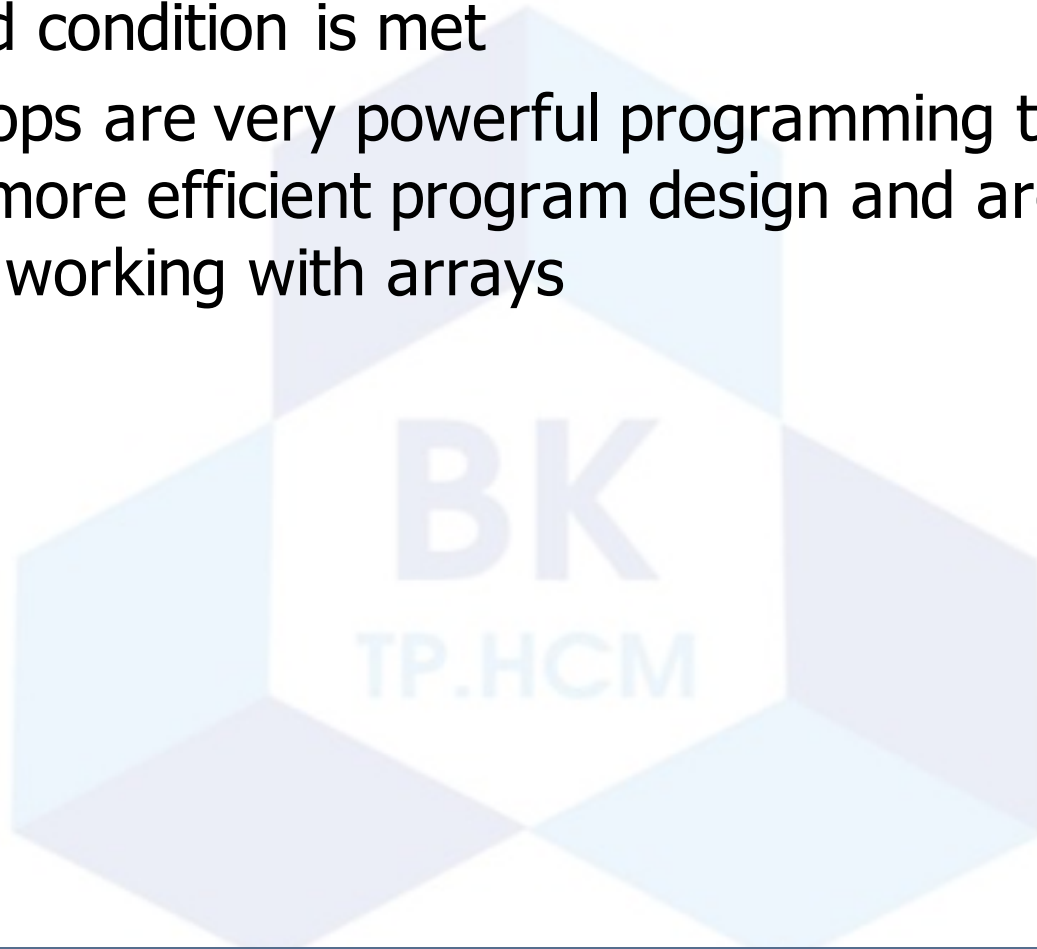 d condition is met
ops are very powerful programming t
more efficient program design and ar
working with arrays
BK
TP.HCM